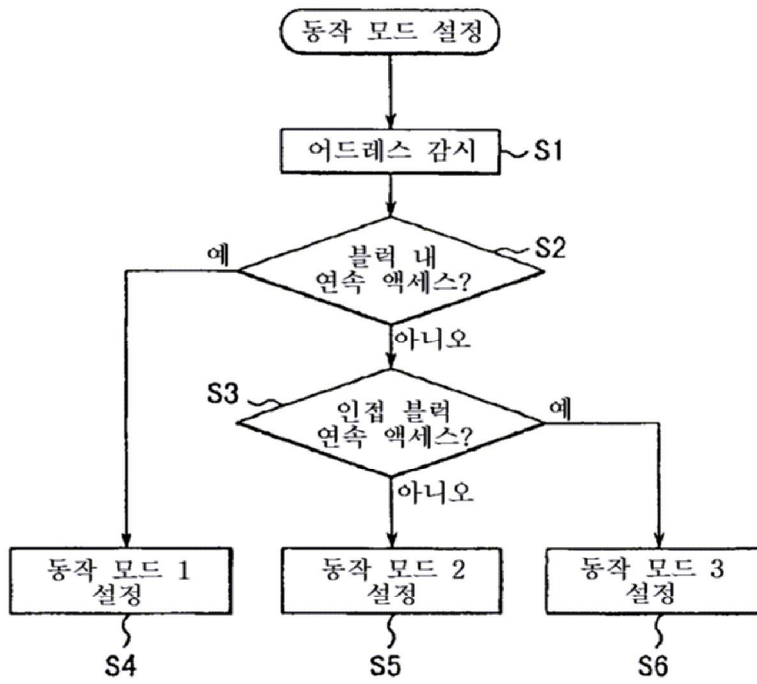 동작 모드 설정
어드레스 감시
S1
블럭 내
연속 액세스?
S2
예
아니오
S3
인접 블럭
연속 액세스?
예
아니오
동작 모드 1
설정
동작 모드 2
설정
동작 모드 3
설정
S4
S5
S6